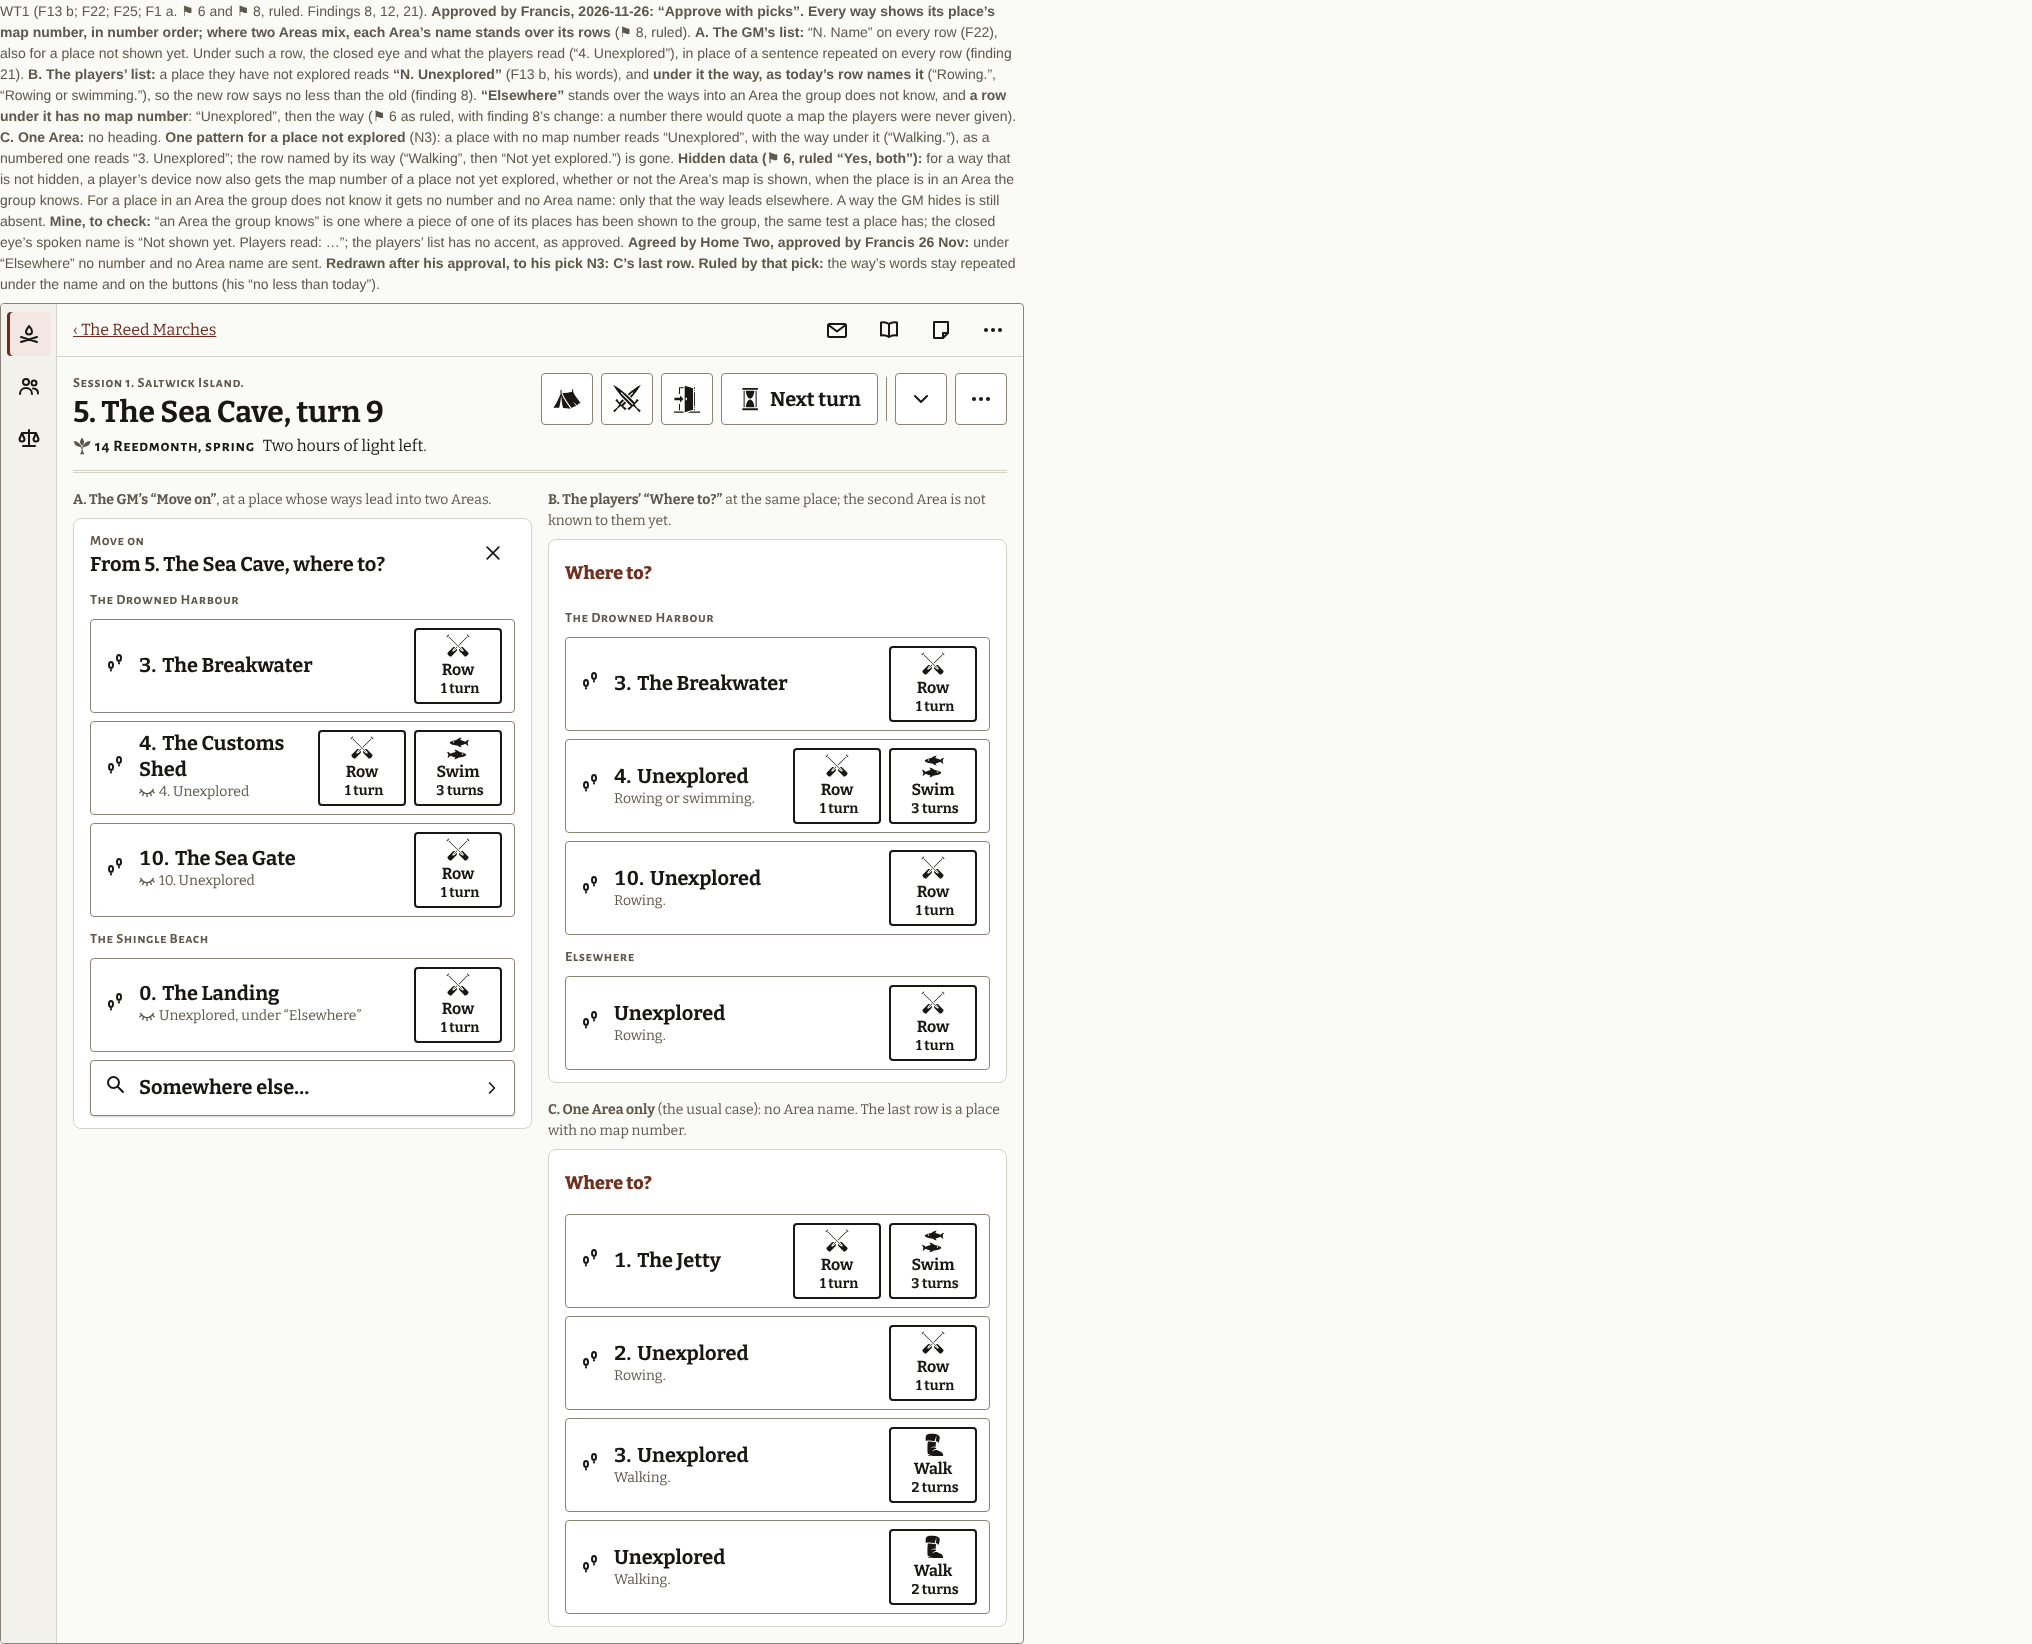 WT1 (F13 b; F22; F25; F1 a. ⚑ 6 and ⚑ 8, ruled. Findings 8, 12, 21). Approved by Francis, 2026-11-26: “Approve with picks”. Every way shows its place’s
map number, in number order; where two Areas mix, each Area’s name stands over its rows (⚑ 8, ruled). A. The GM’s list: “N. Name” on every row (F22),
also for a place not shown yet. Under such a row, the closed eye and what the players read (“4. Unexplored”), in place of a sentence repeated on every row (finding
21). B. The players’ list: a place they have not explored reads “N. Unexplored” (F13 b, his words), and under it the way, as today’s row names it (“Rowing.”,
“Rowing or swimming.”), so the new row says no less than the old (finding 8). “Elsewhere” stands over the ways into an Area the group does not know, and a row
under it has no map number: “Unexplored”, then the way (⚑ 6 as ruled, with finding 8’s change: a number there would quote a map the players were never given).
C. One Area: no heading. One pattern for a place not explored (N3): a place with no map number reads “Unexplored”, with the way under it (“Walking.”), as a
numbered one reads “3. Unexplored”; the row named by its way (“Walking”, then “Not yet explored.”) is gone. Hidden data (⚑ 6, ruled “Yes, both”): for a way that
is not hidden, a player’s device now also gets the map number of a place not yet explored, whether or not the Area’s map is shown, when the place is in an Area the
group knows. For a place in an Area the group does not know it gets no number and no Area name: only that the way leads elsewhere. A way the GM hides is still
absent. Mine, to check: “an Area the group knows” is one where a piece of one of its places has been shown to the group, the same test a place has; the closed
eye’s spoken name is “Not shown yet. Players read: …”; the players’ list has no accent, as approved. Agreed by Home Two, approved by Francis 26 Nov: under
“Elsewhere” no number and no Area name are sent. Redrawn after his approval, to his pick N3: C’s last row. Ruled by that pick: the way’s words stay repeated
under the name and on the buttons (his “no less than today”).
‹ The Reed Marches
Session 1. Saltwick Island.
5. The Sea Cave, turn 9
14 Reedmonth, spring Two hours of light left.
Next turn
A. The GM’s “Move on”, at a place whose ways lead into two Areas.
Move on
From 5. The Sea Cave, where to?
The Drowned Harbour
3. The Breakwater
Row
1 turn
4. The Customs
Shed
4. Unexplored
Row
1 turn
Swim
3 turns
10. The Sea Gate
10. Unexplored
Row
1 turn
The Shingle Beach
0. The Landing
Unexplored, under “Elsewhere”
Row
1 turn
Somewhere else…
B. The players’ “Where to?” at the same place; the second Area is not
known to them yet.
Where to?
The Drowned Harbour
3. The Breakwater
Row
1 turn
4. Unexplored
Rowing or swimming.
Row
1 turn
Swim
3 turns
10. Unexplored
Rowing.
Row
1 turn
Elsewhere
Unexplored
Rowing.
Row
1 turn
C. One Area only (the usual case): no Area name. The last row is a place
with no map number.
Where to?
1. The Jetty
Row
1 turn
Swim
3 turns
2. Unexplored
Rowing.
Row
1 turn
3. Unexplored
Walking.
Walk
2 turns
Unexplored
Walking.
Walk
2 turns